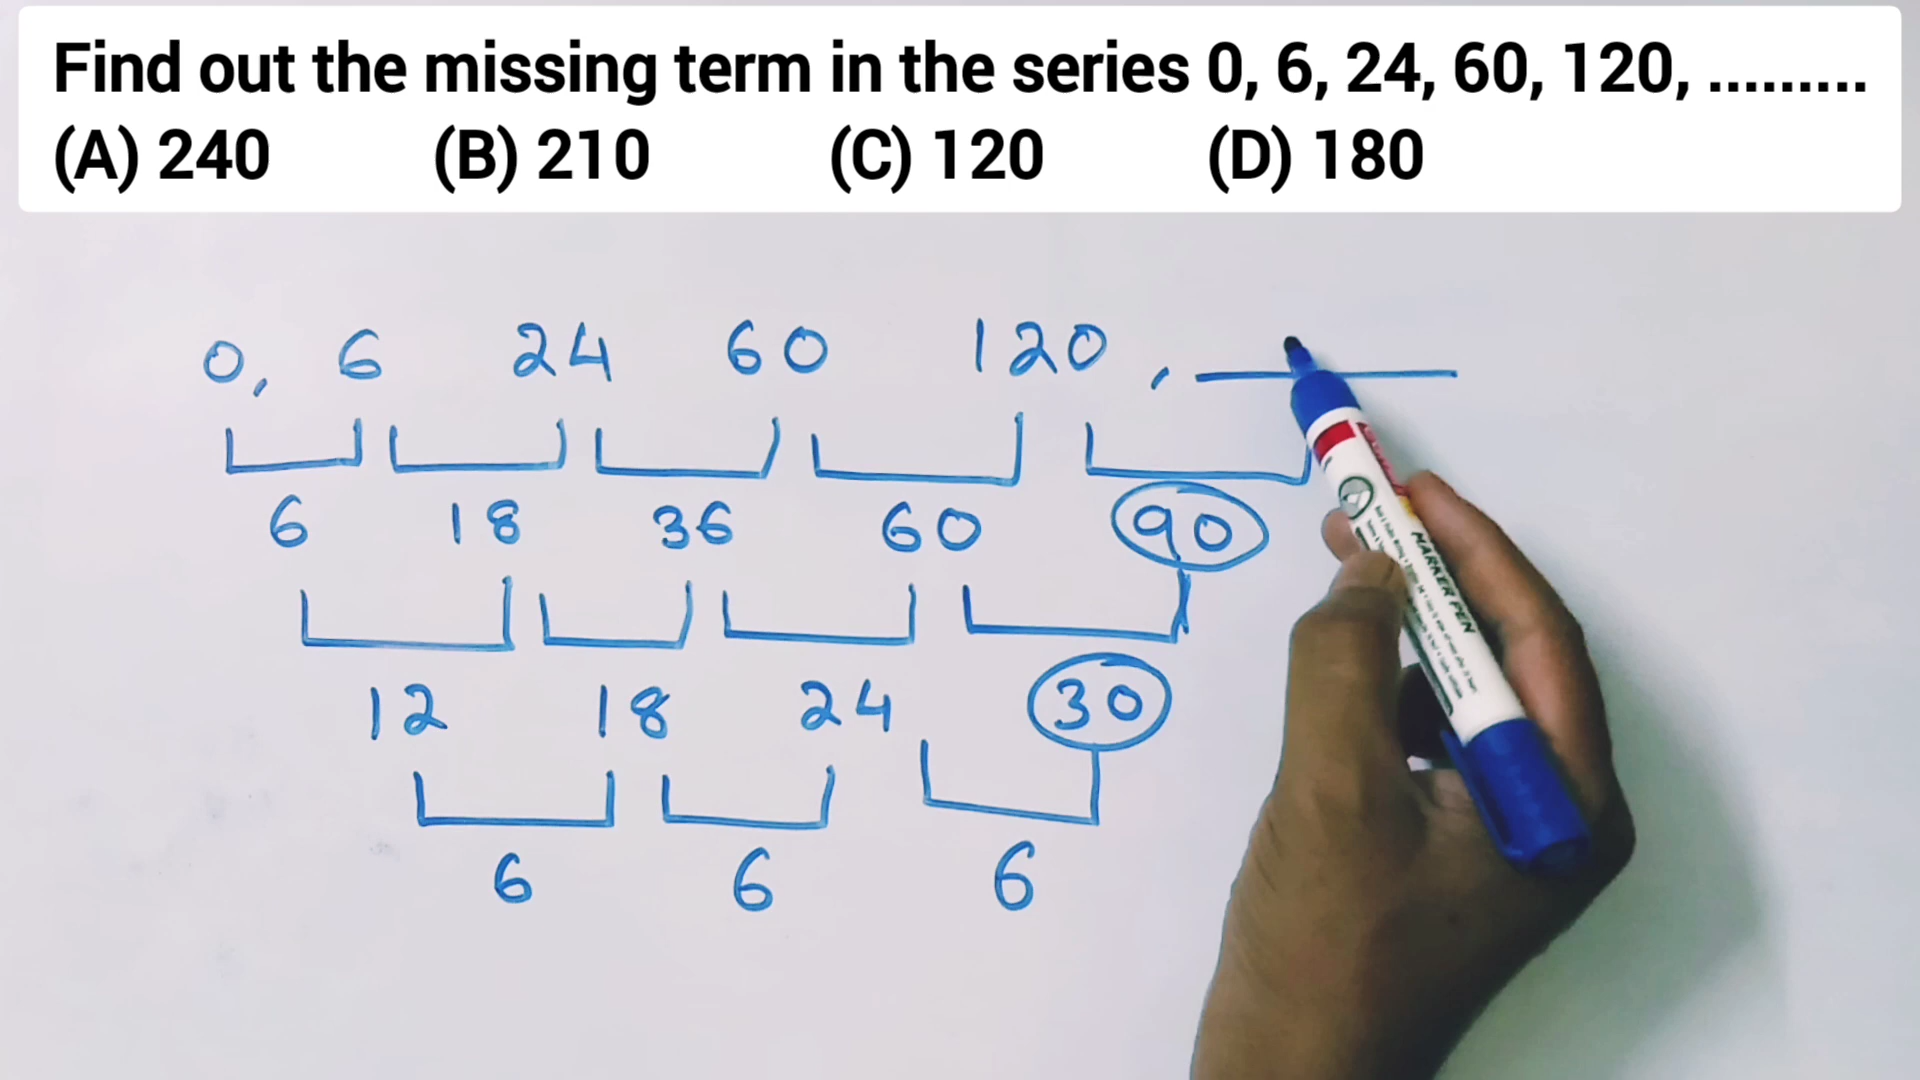 Find out the missing term in the series 0, 6, 24, 60, 120, .........
(A) 240 (B) 210 (C) 120 (D) 180
0, 6 24 60 120,
6 18 36 60 90
12 18 24 30
6 6 6
MARKER PEN